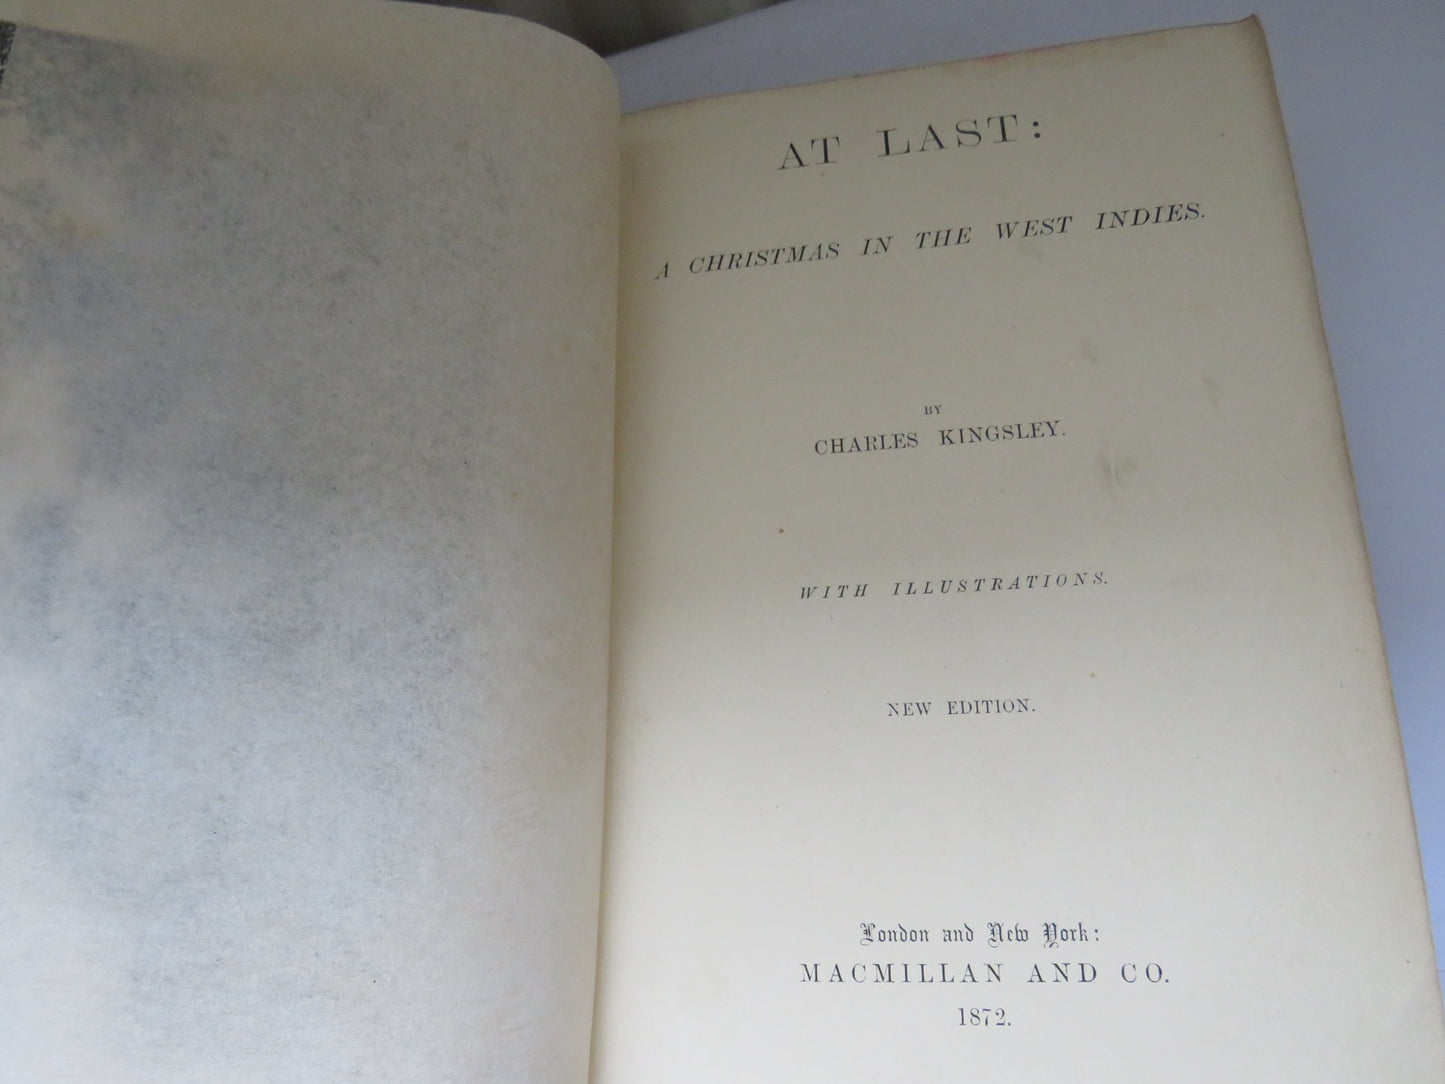 AT LAST:
A CHRISTMAS IN THE WEST INDIES.
BY
CHARLES KINGSLEY.
WITH ILLUSTRATIONS.
NEW EDITION.
London and New York:
MACMILLAN AND CO.
1872.